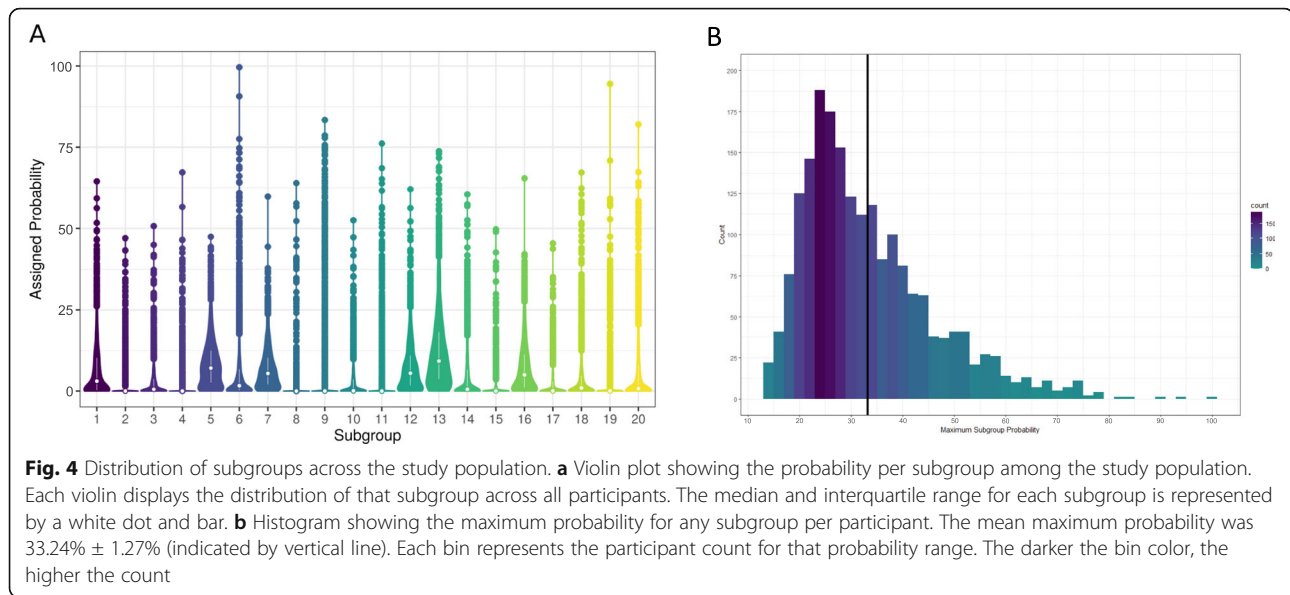 A
100
75
50
25
0
Assigned Probability
1 2 3 4 5 6 7 8 9 10 11 12 13 14 15 16 17 18 19 20
Subgroup
B
200
175
150
125
100
75
50
25
0
Count
10 20 30 40 50 60 70 80 90 100
Maximum Subgroup Probability
count
150
100
50
0
Fig. 4 Distribution of subgroups across the study population. a Violin plot showing the probability per subgroup among the study population.
Each violin displays the distribution of that subgroup across all participants. The median and interquartile range for each subgroup is represented
by a white dot and bar. b Histogram showing the maximum probability for any subgroup per participant. The mean maximum probability was
33.24% ± 1.27% (indicated by vertical line). Each bin represents the participant count for that probability range. The darker the bin color, the
higher the count